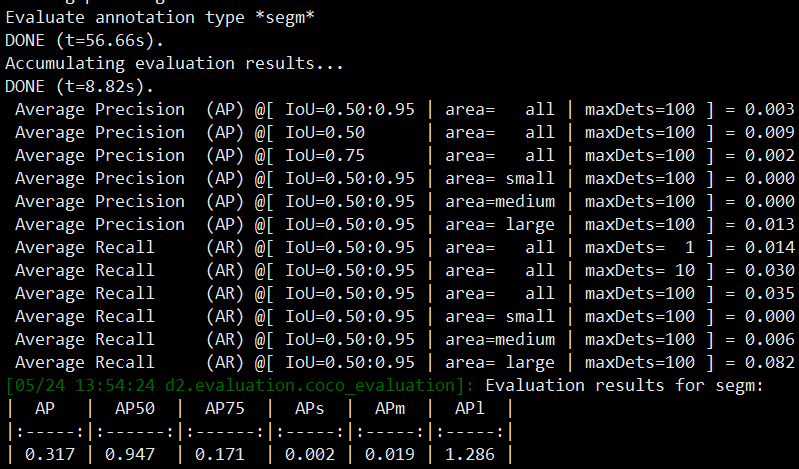 Evaluate annotation type *segm*
DONE (t=56.66s).
Accumulating evaluation results...
DONE (t=8.82s).
Average Precision  (AP) @[ IoU=0.50:0.95 | area=   all | maxDets=100 ] = 0.003
Average Precision  (AP) @[ IoU=0.50      | area=   all | maxDets=100 ] = 0.009
Average Precision  (AP) @[ IoU=0.75      | area=   all | maxDets=100 ] = 0.002
Average Precision  (AP) @[ IoU=0.50:0.95 | area= small | maxDets=100 ] = 0.000
Average Precision  (AP) @[ IoU=0.50:0.95 | area=medium | maxDets=100 ] = 0.000
Average Precision  (AP) @[ IoU=0.50:0.95 | area= large | maxDets=100 ] = 0.013
Average Recall     (AR) @[ IoU=0.50:0.95 | area=   all | maxDets=  1 ] = 0.014
Average Recall     (AR) @[ IoU=0.50:0.95 | area=   all | maxDets= 10 ] = 0.030
Average Recall     (AR) @[ IoU=0.50:0.95 | area=   all | maxDets=100 ] = 0.035
Average Recall     (AR) @[ IoU=0.50:0.95 | area= small | maxDets=100 ] = 0.000
Average Recall     (AR) @[ IoU=0.50:0.95 | area=medium | maxDets=100 ] = 0.006
Average Recall     (AR) @[ IoU=0.50:0.95 | area= large | maxDets=100 ] = 0.082
[05/24 13:54:24 d2.evaluation.coco_evaluation]: Evaluation results for segm:
|  AP   |  AP50  |  AP75  |  APs  |  APm  |  APl  |
|:-----:|:------:|:------:|:-----:|:-----:|:-----:|
| 0.317 | 0.947  | 0.171  | 0.002 | 0.019 | 1.286 |